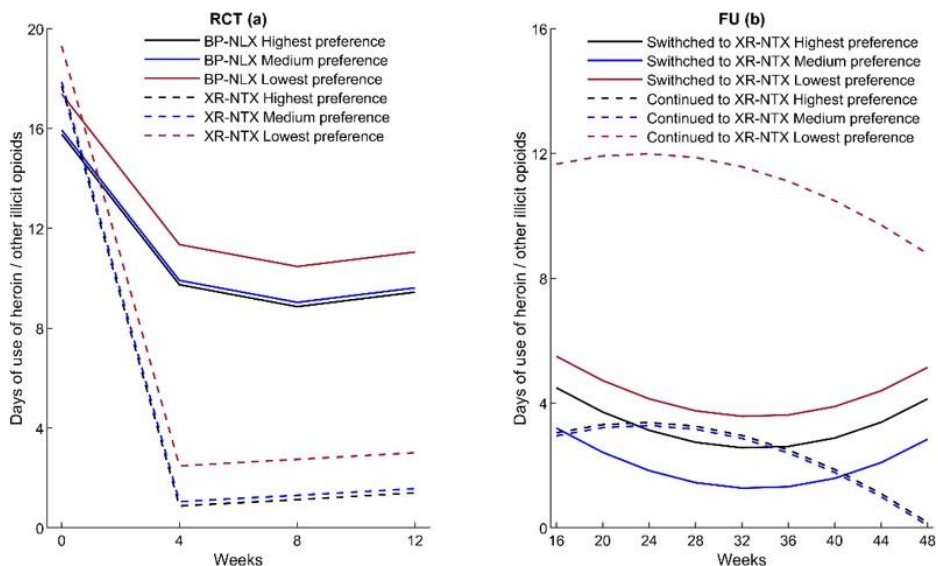 RCT (a)
BP-NLX Highest preference
BP-NLX Medium preference
BP-NLX Lowest preference
XR-NTX Highest preference
XR-NTX Medium preference
XR-NTX Lowest preference
Days of use of heroin / other illicit opioids
20
16
12
8
4
0
0 4 8 12
Weeks
FU (b)
Swithched to XR-NTX Highest preference
Swithched to XR-NTX Medium preference
Swithched to XR-NTX Lowest preference
Continued to XR-NTX Highest preference
Continued to XR-NTX Medium preference
Continued to XR-NTX Lowest preference
Days of use of heroin / other illicit opioids
16
12
8
4
0
16 20 24 28 32 36 40 44 48
Weeks